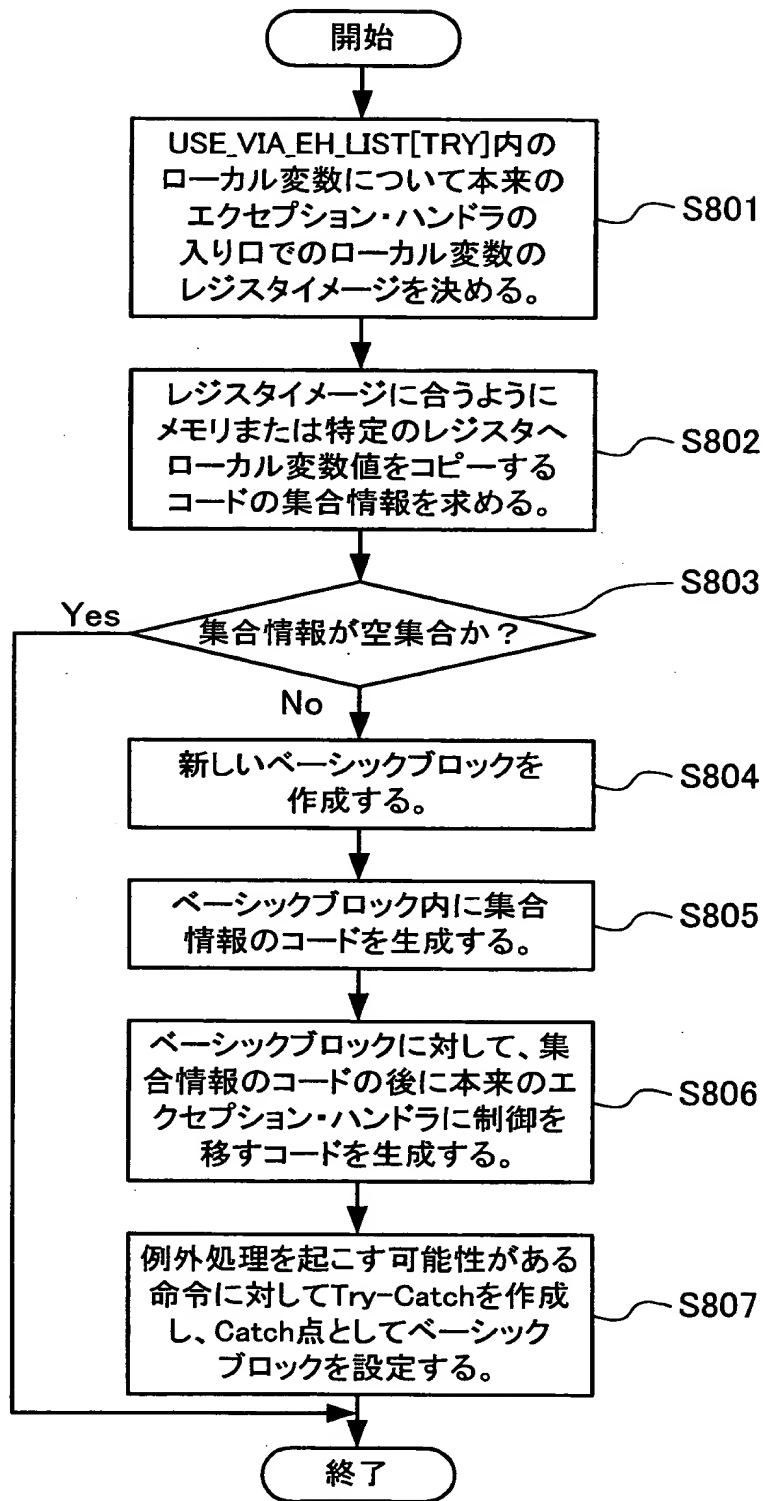 開始
USE_VIA_EH_LIST[TRY]内の
ローカル変数について本来の
エクセプション・ハンドラの
入り口でのローカル変数の
レジスタイメージを決める。
S801
レジスタイメージに合うように
メモリまたは特定のレジスタへ
ローカル変数値をコピーする
コードの集合情報を求める。
S802
集合情報が空集合か?
S803
Yes
No
新しいベーシックブロックを
作成する。
S804
ベーシックブロック内に集合
情報のコードを生成する。
S805
ベーシックブロックに対して、集
合情報のコードの後に本来のエ
クセプション・ハンドラに制御を
移すコードを生成する。
S806
例外処理を起こす可能性がある
命令に対してTry-Catchを作成
し、Catch点としてベーシック
ブロックを設定する。
S807
終了